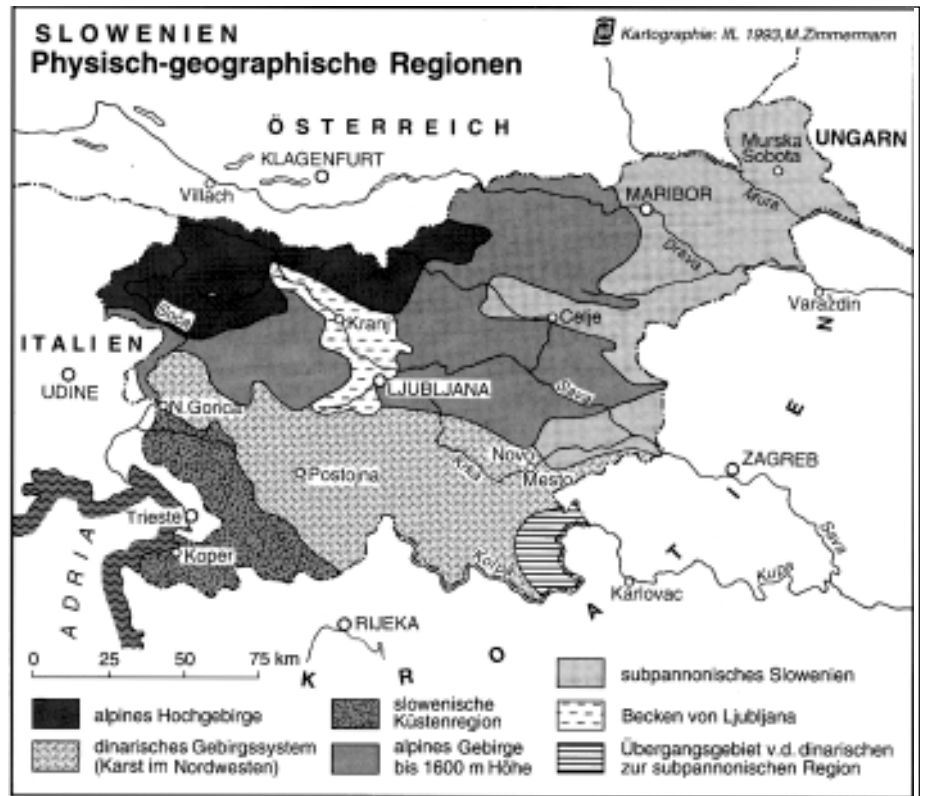 SLOWENIEN
Physisch-geographische Regionen
Kartographie: IfL 1993, M.Zimmermann
ÖSTERREICH
KLAGENFURT
Villach
Murska
Sobota
UNGARN
MARIBOR
Mura
Drava
Varaždin
Soča
Kranj
Celje
ITALIEN
UDINE
LJUBLJANA
Sava
N.Gorica
Postojna
Krka
Novo
Mesto
ZAGREB
Trieste
Koper
ADRIA
Kolpa
Karlovac
Kupa
Sava
RIJEKA
KROATIEN
0 25 50 75 km
alpines Hochgebirge
dinarisches Gebirgssystem
(Karst im Nordwesten)
slowenische
Küstenregion
alpines Gebirge
bis 1600 m Höhe
subpannonisches Slowenien
Becken von Ljubljana
Übergangsgebiet v.d. dinarischen
zur subpannonischen Region